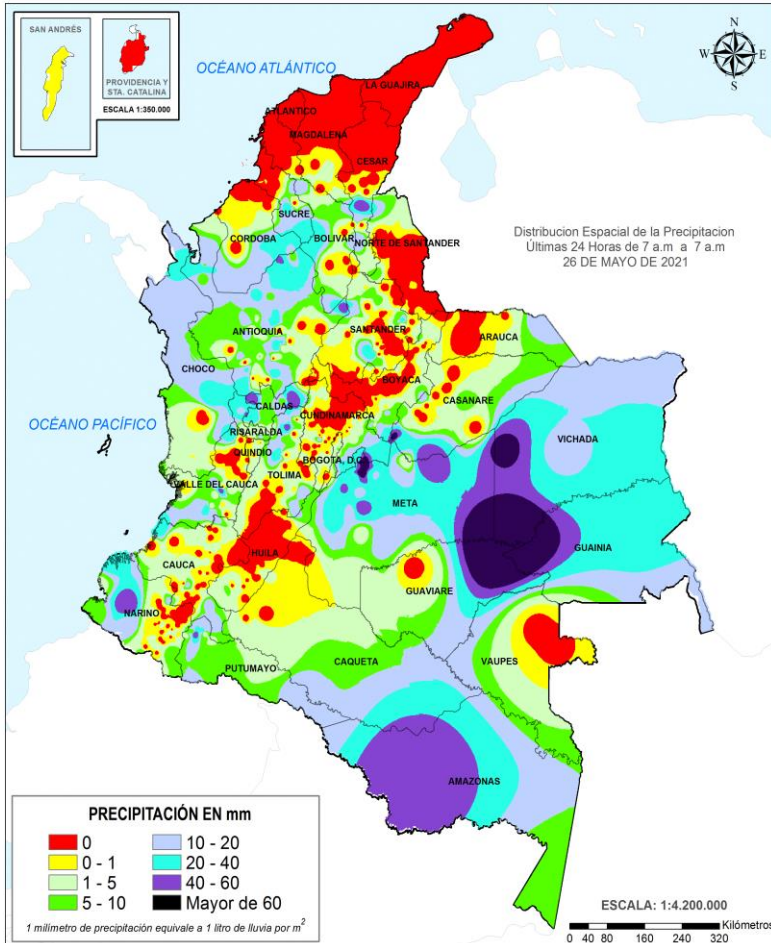 SAN ANDRÉS
PROVIDENCIA Y
STA. CATALINA
ESCALA 1:350.000
OCÉANO ATLÁNTICO
N
W
E
S
LA GUAJIRA
ATLANTICO
MAGDALENA
CESAR
SUCRE
CORDOBA
BOLIVAR
NORTE DE SANTANDER
Distribucion Espacial de la Precipitacion
Últimas 24 Horas de 7 a.m a 7 a.m
26 DE MAYO DE 2021
ANTIOQUIA
SANTANDER
ARAUCA
CHOCO
BOYACA
CASANARE
OCÉANO PACÍFICO
CALDAS
CUNDINAMARCA
RISARALDA
VICHADA
QUINDIO
BOGOTA, D.C.
TOLIMA
VALLE DEL CAUCA
META
HUILA
GUAINIA
CAUCA
GUAVIARE
NARIÑO
PUTUMAYO
CAQUETA
VAUPES
AMAZONAS
PRECIPITACIÓN EN mm
0
0 - 1
1 - 5
5 - 10
10 - 20
20 - 40
40 - 60
Mayor de 60
1 milímetro de precipitación equivale a 1 litro de lluvia por m²
ESCALA: 1:4.200.000
Kilómetros
0 40 80 160 240 320